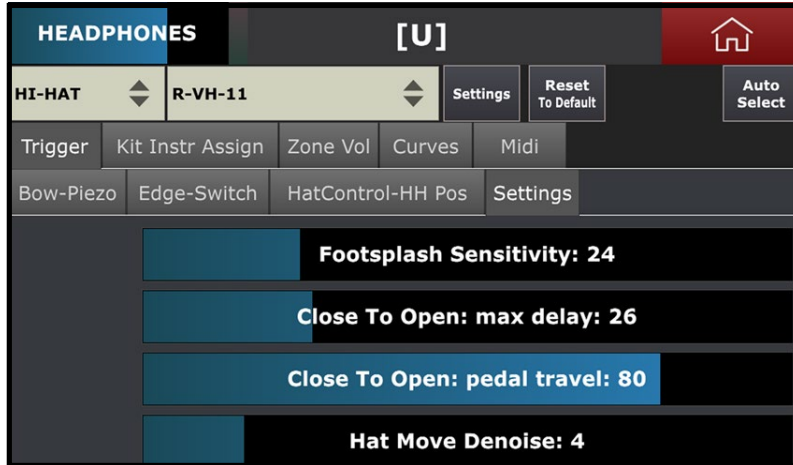 HEADPHONES [U]
HI-HAT R-VH-11 Settings Reset To Default Auto Select
Trigger Kit Instr Assign Zone Vol Curves Midi
Bow-Piezo Edge-Switch HatControl-HH Pos Settings
Footsplash Sensitivity: 24
Close To Open: max delay: 26
Close To Open: pedal travel: 80
Hat Move Denoise: 4